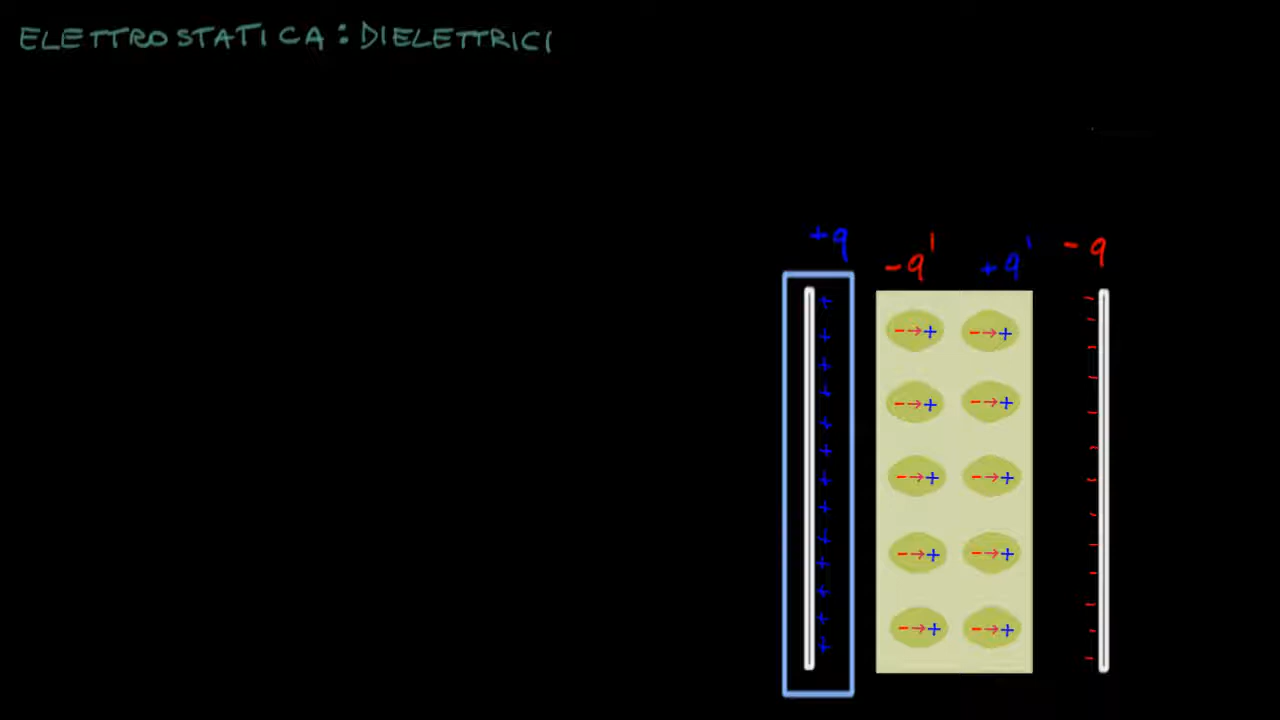 ELETTROSTATICA: DIELETTRICI
+q -q' +q' -q
+ -
+ -→+ -→+ -
+ -
+ -
+ -→+ -→+ -
+ -
+ -
+ -→+ -→+ -
+ -
+ -
+ -→+ -→+ -
+ -
+ -→+ -→+ -
+ -